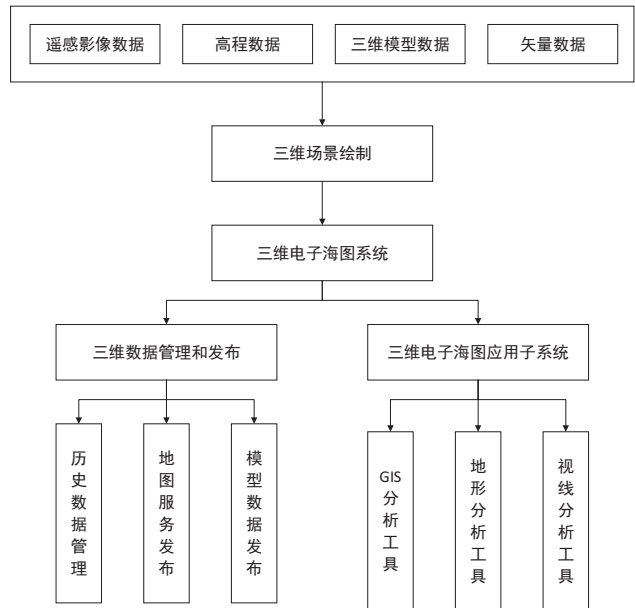 遥感影像数据
高程数据
三维模型数据
矢量数据
三维场景绘制
三维电子海图系统
三维数据管理和发布
三维电子海图应用子系统
历史数据管理
地图服务发布
模型数据发布
GIS分析工具
地形分析工具
视线分析工具